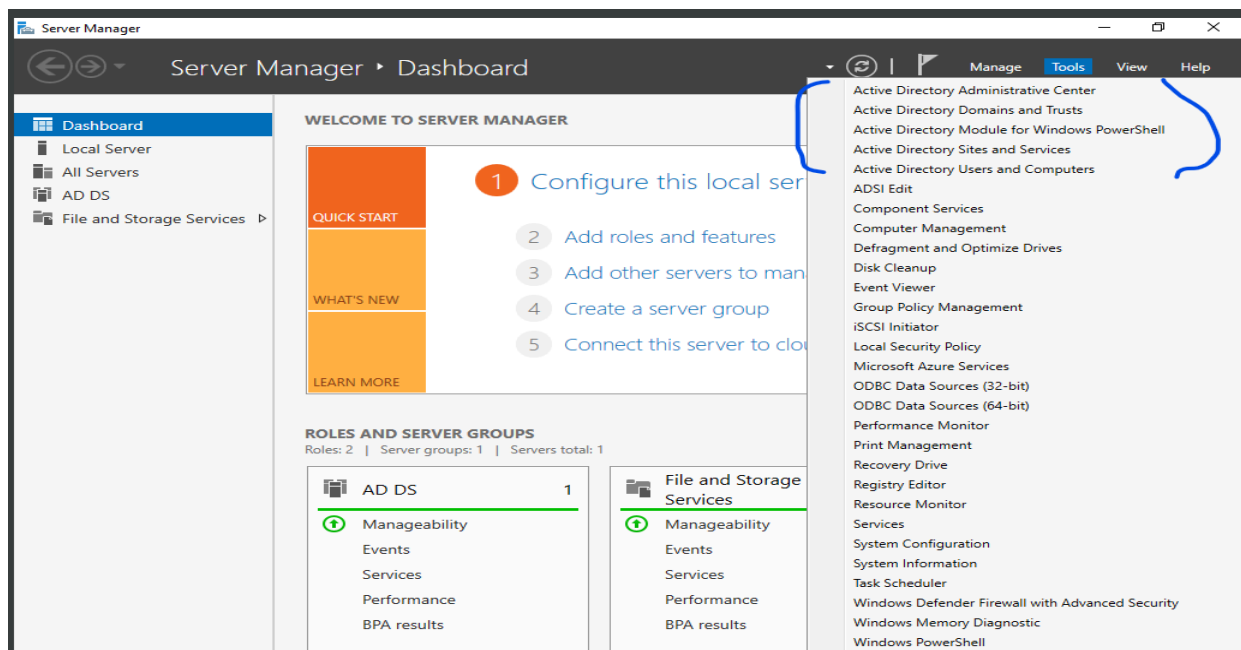 Server Manager
Server Manager ‣ Dashboard
Manage Tools View Help
Dashboard
Local Server
All Servers
AD DS
File and Storage Services
WELCOME TO SERVER MANAGER
QUICK START
WHAT'S NEW
LEARN MORE
1 Configure this local ser
2 Add roles and features
3 Add other servers to man
4 Create a server group
5 Connect this server to clou
ROLES AND SERVER GROUPS
Roles: 2 | Server groups: 1 | Servers total: 1
AD DS 1
Manageability
Events
Services
Performance
BPA results
File and Storage
Services
Manageability
Events
Services
Performance
BPA results
Active Directory Administrative Center
Active Directory Domains and Trusts
Active Directory Module for Windows PowerShell
Active Directory Sites and Services
Active Directory Users and Computers
ADSI Edit
Component Services
Computer Management
Defragment and Optimize Drives
Disk Cleanup
Event Viewer
Group Policy Management
iSCSI Initiator
Local Security Policy
Microsoft Azure Services
ODBC Data Sources (32-bit)
ODBC Data Sources (64-bit)
Performance Monitor
Print Management
Recovery Drive
Registry Editor
Resource Monitor
Services
System Configuration
System Information
Task Scheduler
Windows Defender Firewall with Advanced Security
Windows Memory Diagnostic
Windows PowerShell